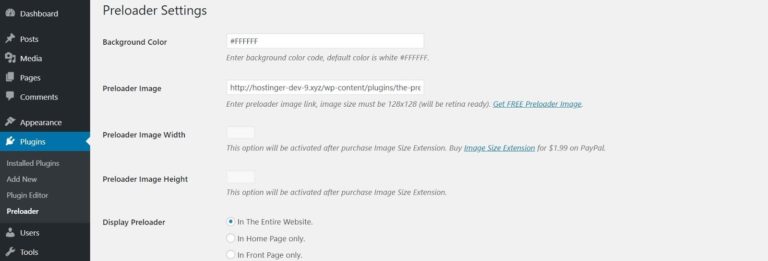 Dashboard
Posts
Media
Pages
Comments
Appearance
Plugins
Installed Plugins
Add New
Plugin Editor
Preloader
Users
Tools
Preloader Settings
Background Color
#FFFFFF
Enter background color code, default color is white #FFFFFF.
Preloader Image
http://hostinger-dev-9.xyz/wp-content/plugins/the-pre
Enter preloader image link, image size must be 128x128 (will be retina ready). Get FREE Preloader Image.
Preloader Image Width
This option will be activated after purchase Image Size Extension. Buy Image Size Extension for $1.99 on PayPal.
Preloader Image Height
This option will be activated after purchase Image Size Extension.
Display Preloader
In The Entire Website.
In Home Page only.
In Front Page only.